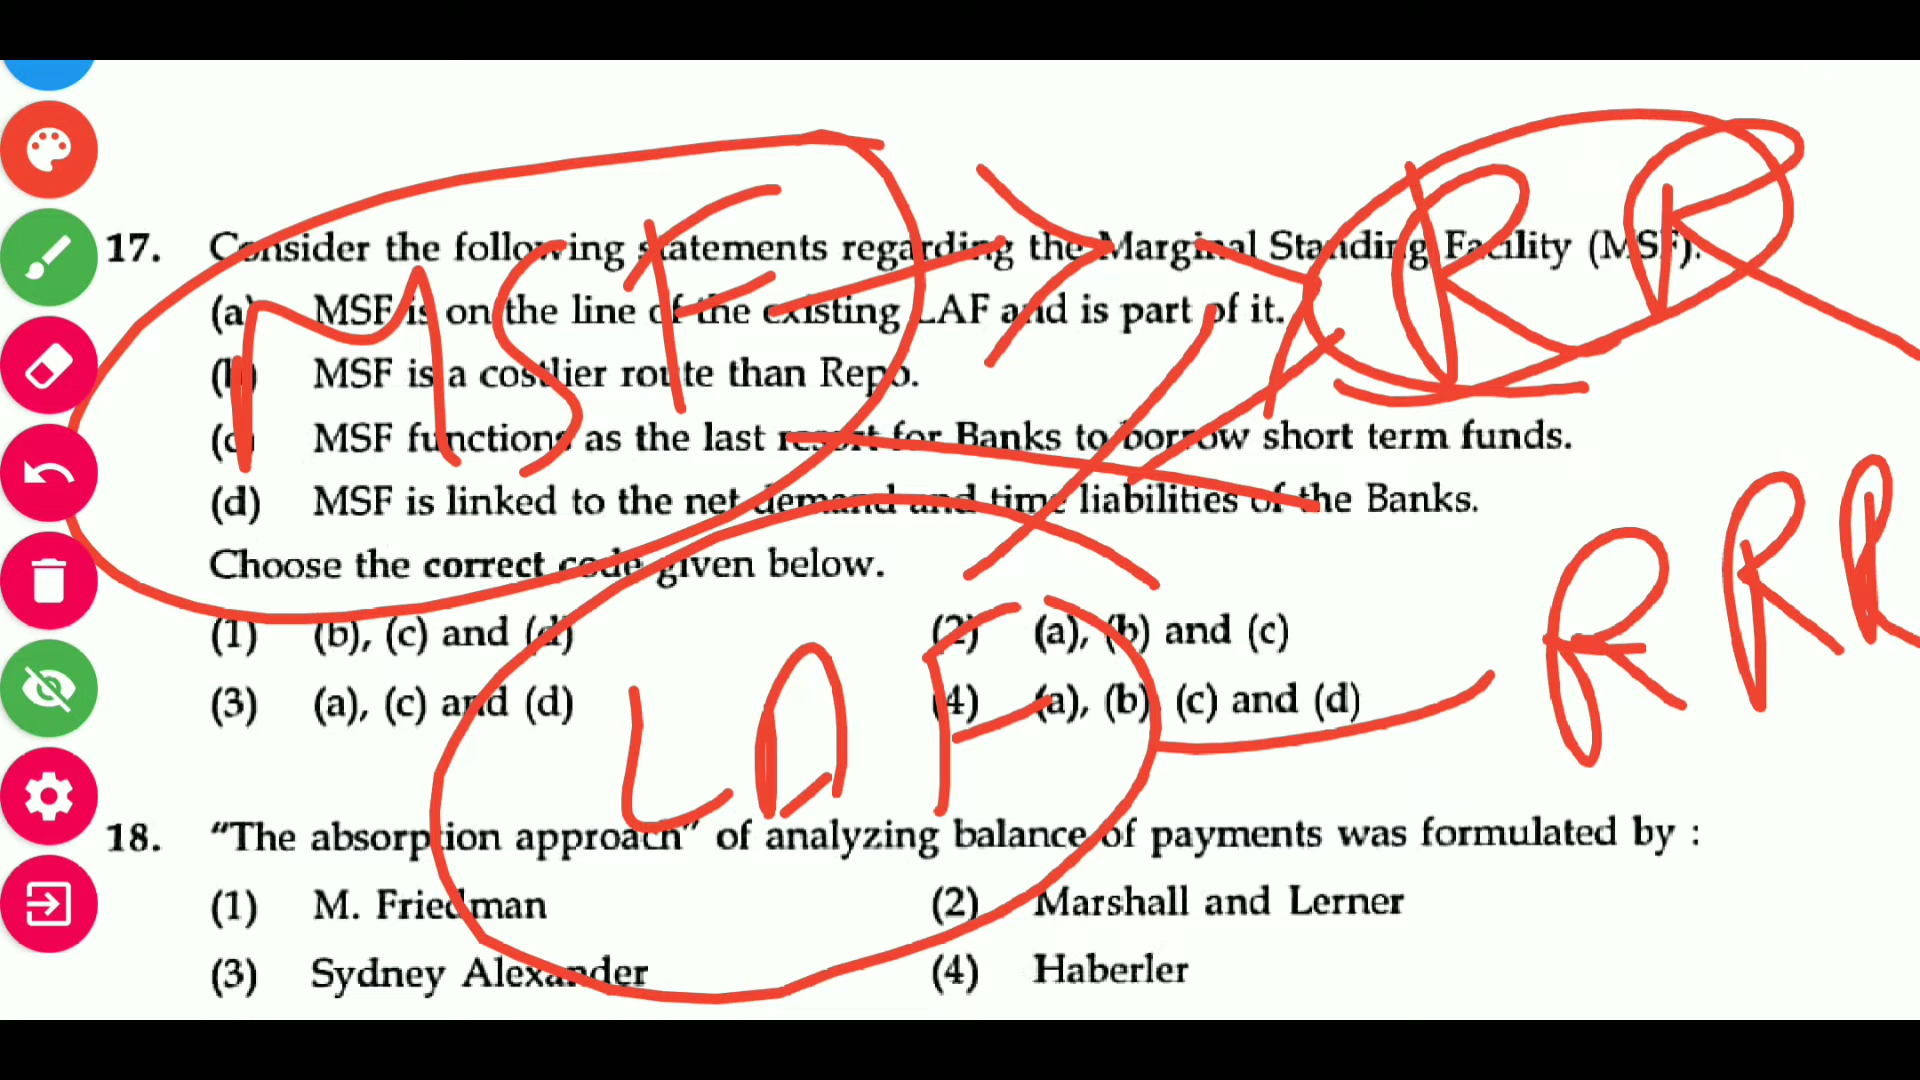 17. Consider the following statements regarding the Marginal Standing Facility (MSF).
(a) MSF is on the line of the existing LAF and is part of it.
(b) MSF is a costlier route than Repo.
(c) MSF functions as the last resort for Banks to borrow short term funds.
(d) MSF is linked to the net demand and time liabilities of the Banks.
Choose the correct code given below.
(1) (b), (c) and (d) (2) (a), (b) and (c)
(3) (a), (c) and (d) (4) (a), (b), (c) and (d)
18. “The absorption approach” of analyzing balance of payments was formulated by :
(1) M. Friedman (2) Marshall and Lerner
(3) Sydney Alexander (4) Haberler
MSF > RR
LAF RRR